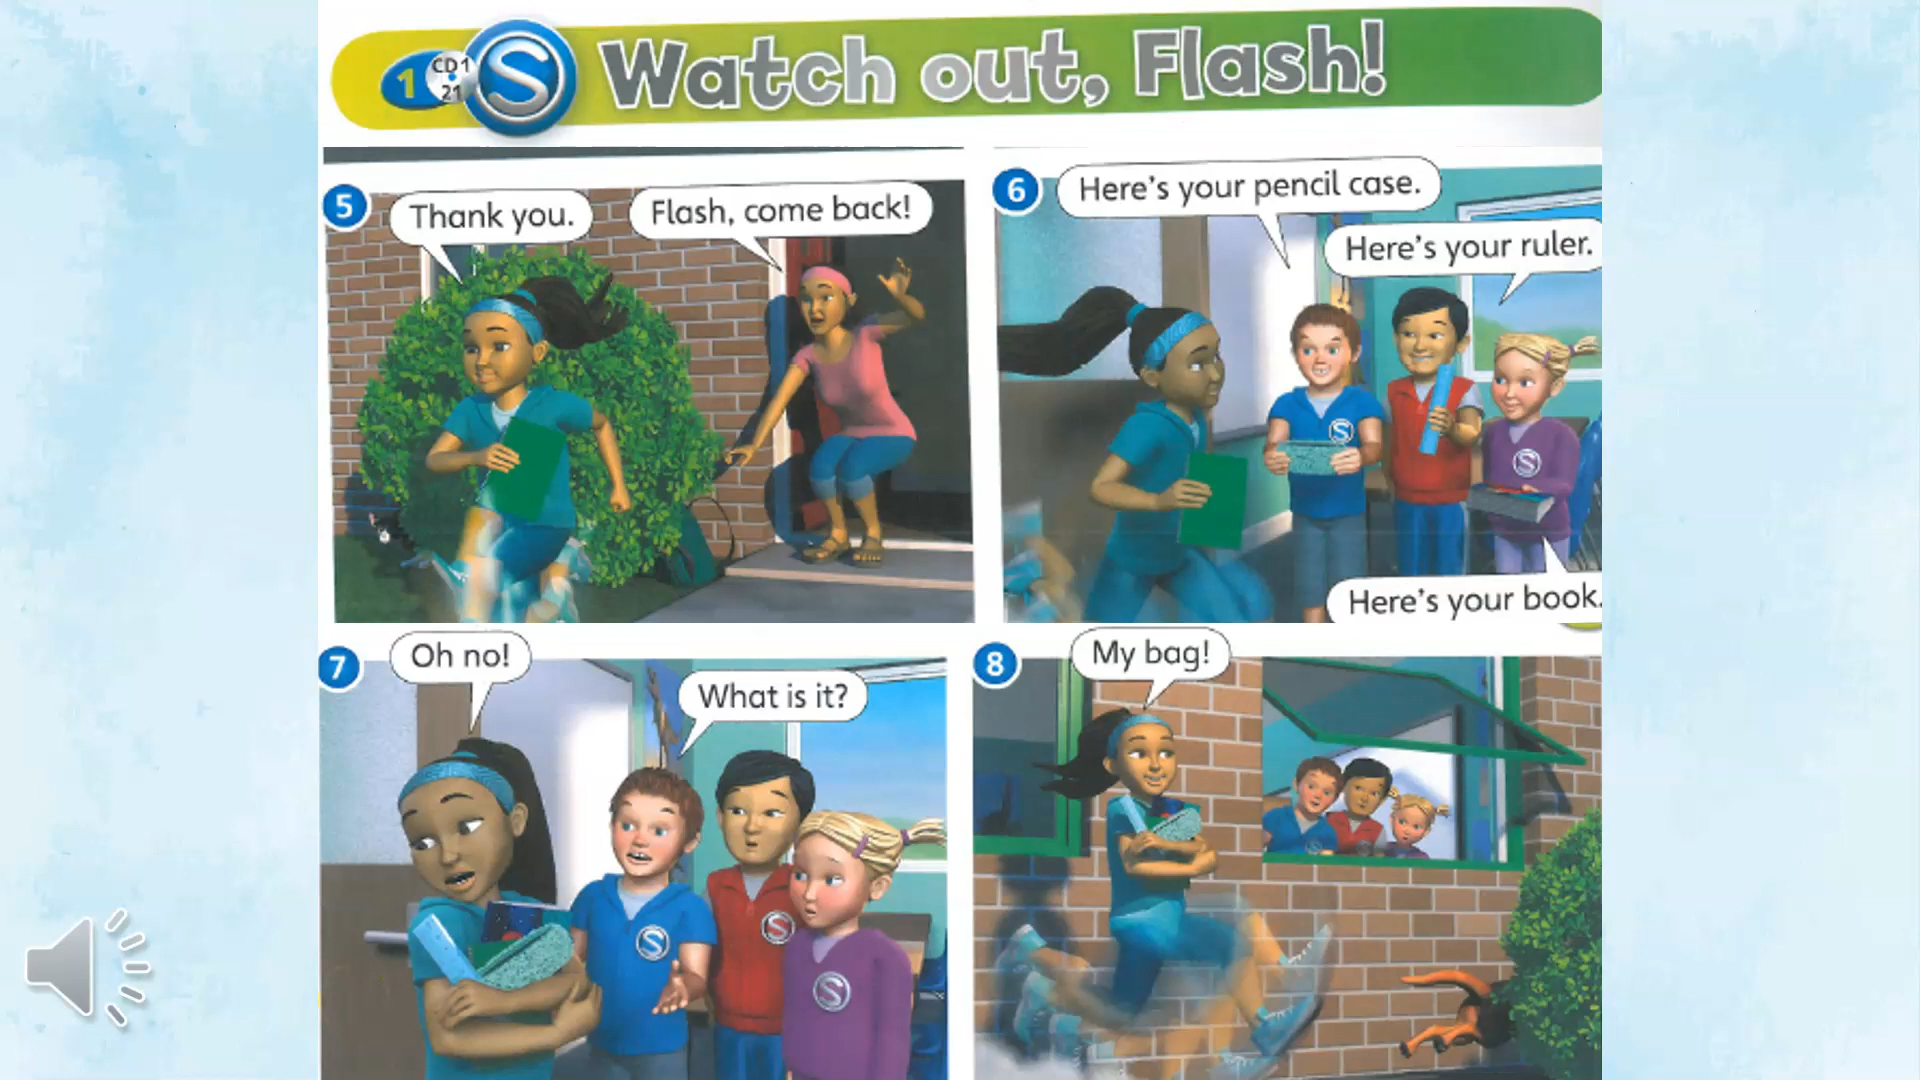 1
CD1
21
S
Watch out, Flash!
5
Thank you.
Flash, come back!
6
Here's your pencil case.
Here's your ruler.
S
S
Here's your book.
7
Oh no!
What is it?
S
S
S
8
My bag!